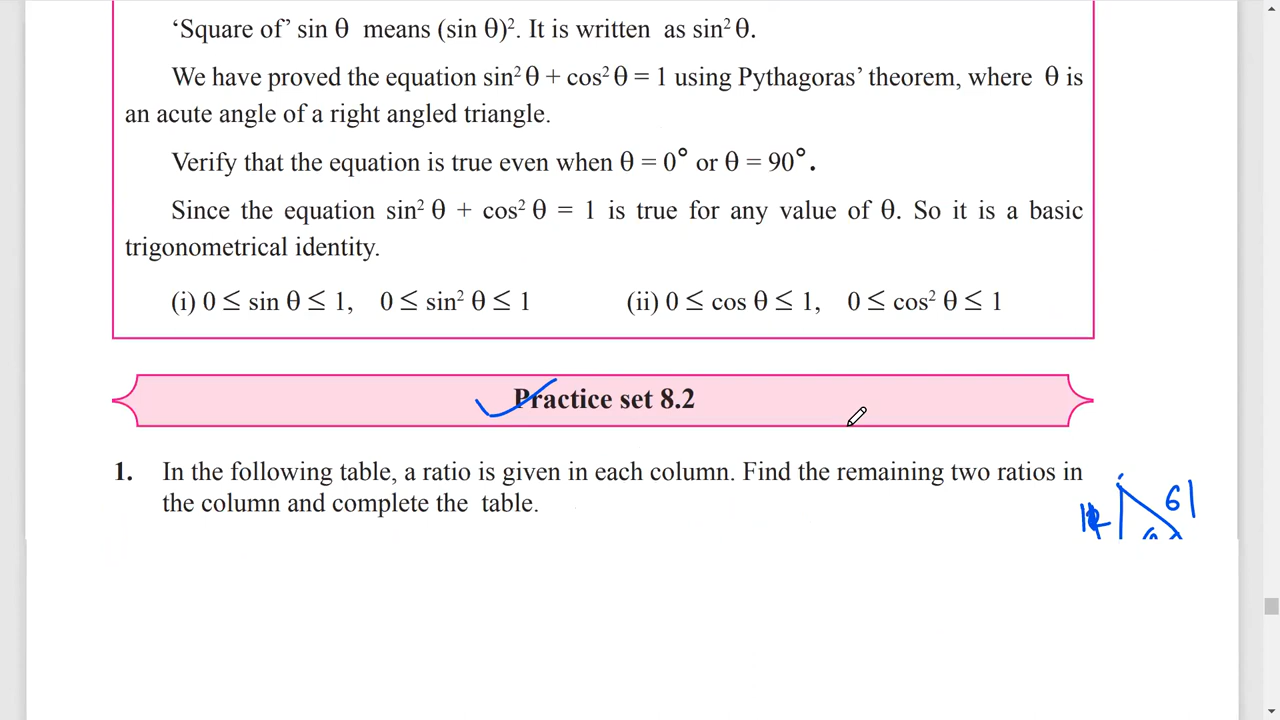 ‘Square of’ sin θ means (sin θ)². It is written as sin² θ.
We have proved the equation sin² θ + cos² θ = 1 using Pythagoras’ theorem, where θ is
an acute angle of a right angled triangle.
Verify that the equation is true even when θ = 0° or θ = 90°.
Since the equation sin² θ + cos² θ = 1 is true for any value of θ. So it is a basic
trigonometrical identity.
(i) 0 ≤ sin θ ≤ 1, 0 ≤ sin² θ ≤ 1 (ii) 0 ≤ cos θ ≤ 1, 0 ≤ cos² θ ≤ 1
Practice set 8.2
1. In the following table, a ratio is given in each column. Find the remaining two ratios in
the column and complete the table.
61